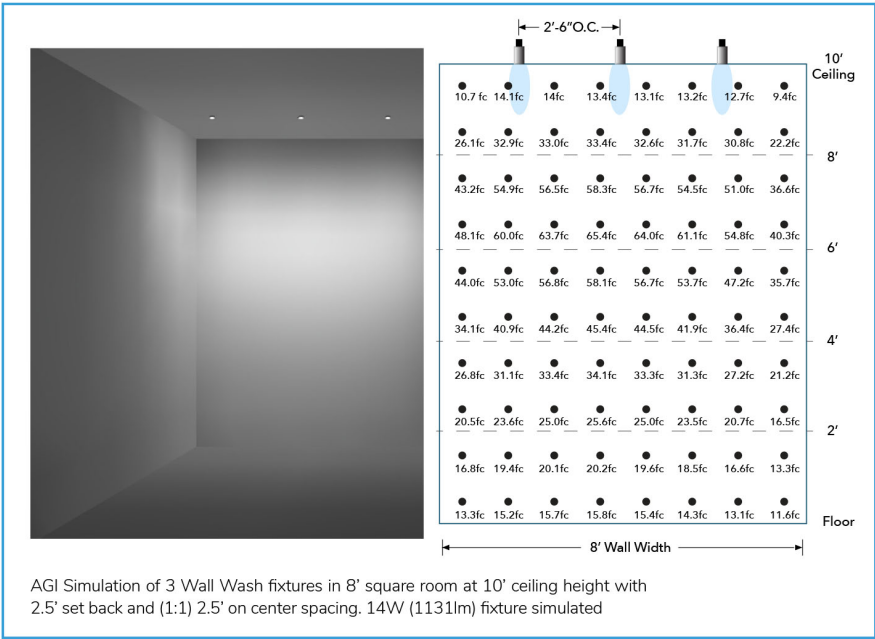 2'-6"O.C.
10'
Ceiling
10.7 fc 14.1fc 14fc 13.4fc 13.1fc 13.2fc 12.7fc 9.4fc
26.1fc 32.9fc 33.0fc 33.4fc 32.6fc 31.7fc 30.8fc 22.2fc
8'
43.2fc 54.9fc 56.5fc 58.3fc 56.7fc 54.5fc 51.0fc 36.6fc
48.1fc 60.0fc 63.7fc 65.4fc 64.0fc 61.1fc 54.8fc 40.3fc
6'
44.0fc 53.0fc 56.8fc 58.1fc 56.7fc 53.7fc 47.2fc 35.7fc
34.1fc 40.9fc 44.2fc 45.4fc 44.5fc 41.9fc 36.4fc 27.4fc
4'
26.8fc 31.1fc 33.4fc 34.1fc 33.3fc 31.3fc 27.2fc 21.2fc
20.5fc 23.6fc 25.0fc 25.6fc 25.0fc 23.5fc 20.7fc 16.5fc
2'
16.8fc 19.4fc 20.1fc 20.2fc 19.6fc 18.5fc 16.6fc 13.3fc
13.3fc 15.2fc 15.7fc 15.8fc 15.4fc 14.3fc 13.1fc 11.6fc
Floor
8' Wall Width
AGI Simulation of 3 Wall Wash fixtures in 8' square room at 10' ceiling height with
2.5' set back and (1:1) 2.5' on center spacing. 14W (1131lm) fixture simulated